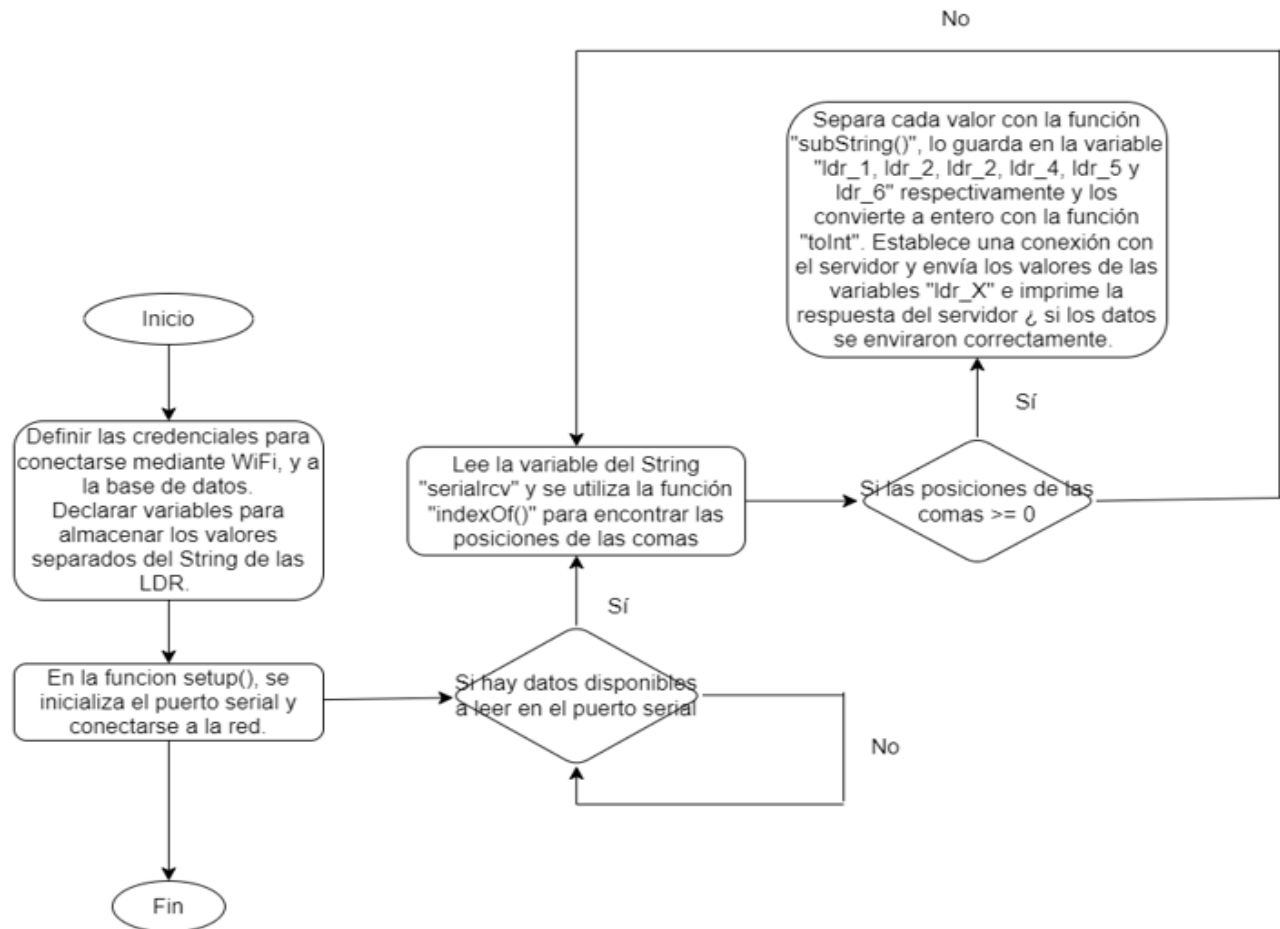 Inicio
Definir las credenciales para
conectarse mediante WiFi, y a
la base de datos.
Declarar variables para
almacenar los valores
separados del String de las
LDR.
En la funcion setup(), se
inicializa el puerto serial y
conectarse a la red.
Fin
Si hay datos disponibles
a leer en el puerto serial
No
Sí
Lee la variable del String
"serialrcv" y se utiliza la función
"indexOf()" para encontrar las
posiciones de las comas
Si las posiciones de las
comas >= 0
No
Sí
Separa cada valor con la función
"subString()", lo guarda en la variable
"ldr_1, ldr_2, ldr_2, ldr_4, ldr_5 y
ldr_6" respectivamente y los
convierte a entero con la función
"toInt". Establece una conexión con
el servidor y envía los valores de las
variables "ldr_X" e imprime la
respuesta del servidor ¿ si los datos
se enviraron correctamente.